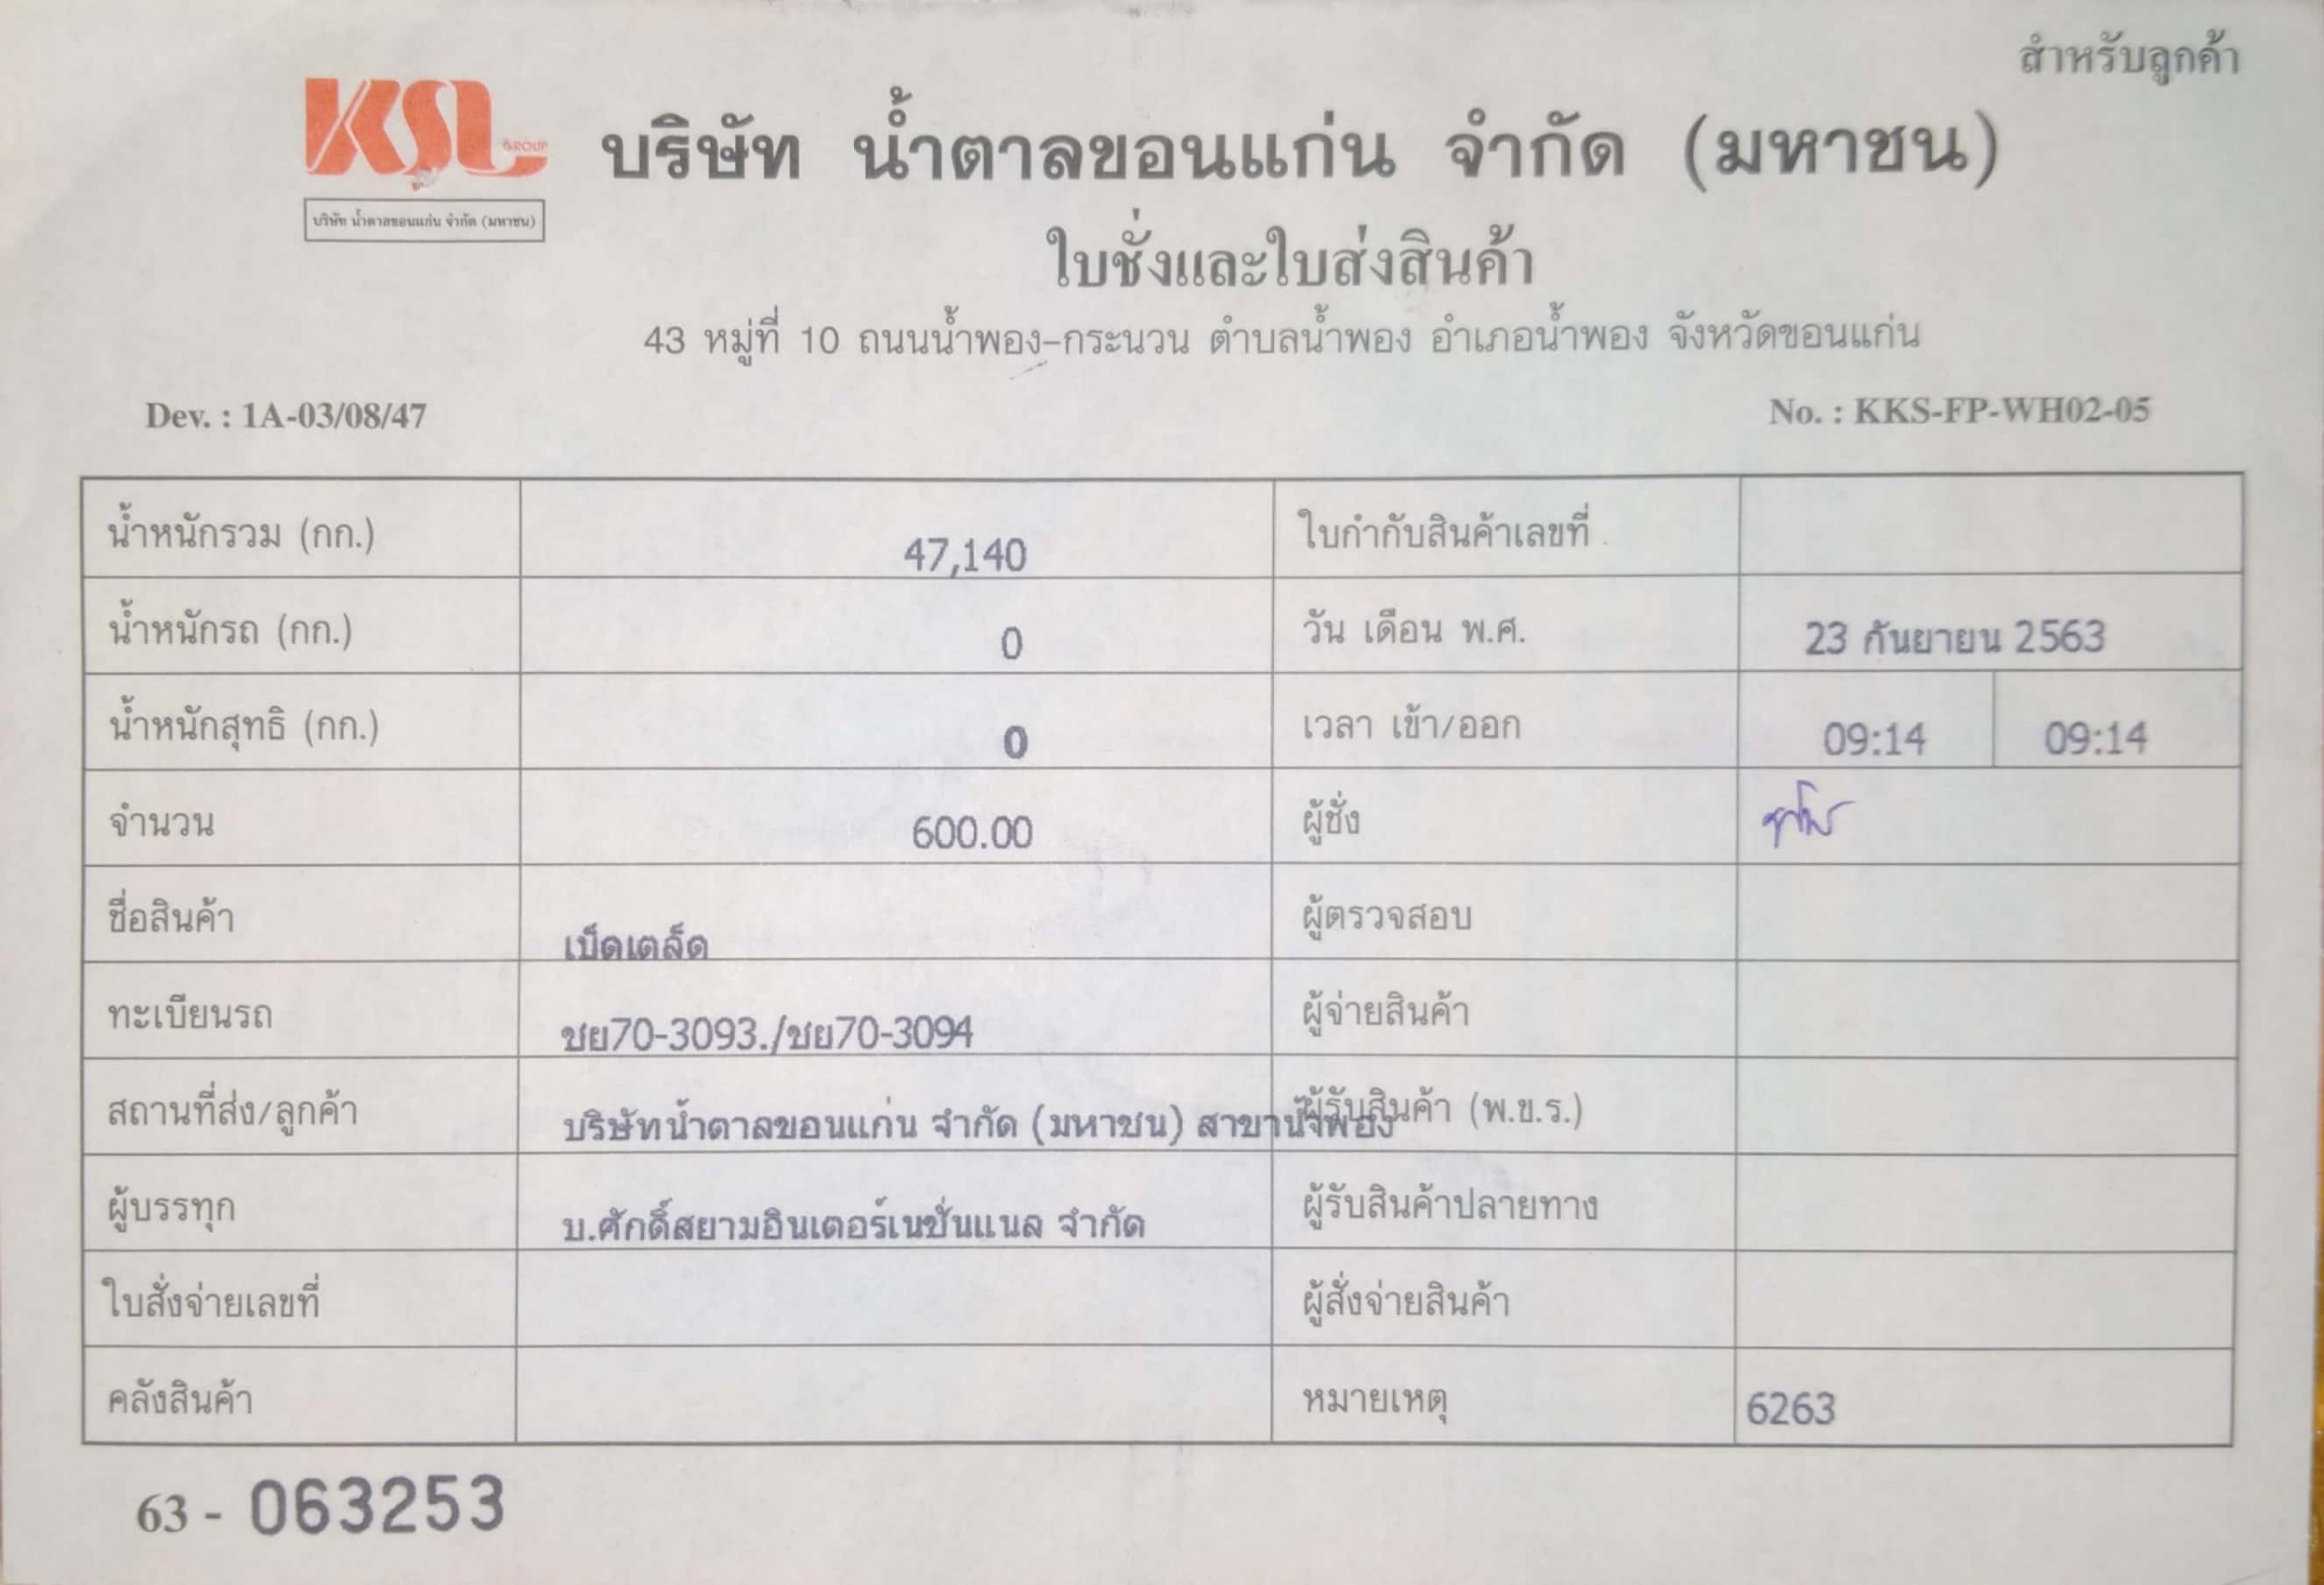 สำหรับลูกค้า
KSL GROUP
บริษัท น้ำตาลขอนแก่น จำกัด (มหาชน)
บริษัท น้ำตาลขอนแก่น จำกัด (มหาชน)
ใบชั่งและใบส่งสินค้า
43 หมู่ที่ 10 ถนนน้ำพอง-กระนวน ตำบลน้ำพอง อำเภอน้ำพอง จังหวัดขอนแก่น
Dev. : 1A-03/08/47 No. : KKS-FP-WH02-05
น้ำหนักรวม (กก.) 47,140 ใบกำกับสินค้าเลขที่
น้ำหนักรถ (กก.) 0 วัน เดือน พ.ศ. 23 กันยายน 2563
น้ำหนักสุทธิ (กก.) 0 เวลา เข้า/ออก 09:14 09:14
จำนวน 600.00 ผู้ชั่ง
ชื่อสินค้า เบ็ดเตล็ด ผู้ตรวจสอบ
ทะเบียนรถ ชย70-3093./ชย70-3094 ผู้จ่ายสินค้า
สถานที่ส่ง/ลูกค้า บริษัทน้ำตาลขอนแก่น จำกัด (มหาชน) สาขาน้ำพอง ผู้รับสินค้า (พ.ข.ร.)
ผู้บรรทุก บ.ศักดิ์สยามอินเตอร์เนชั่นแนล จำกัด ผู้รับสินค้าปลายทาง
ใบสั่งจ่ายเลขที่ ผู้สั่งจ่ายสินค้า
คลังสินค้า หมายเหตุ 6263
63 - 063253